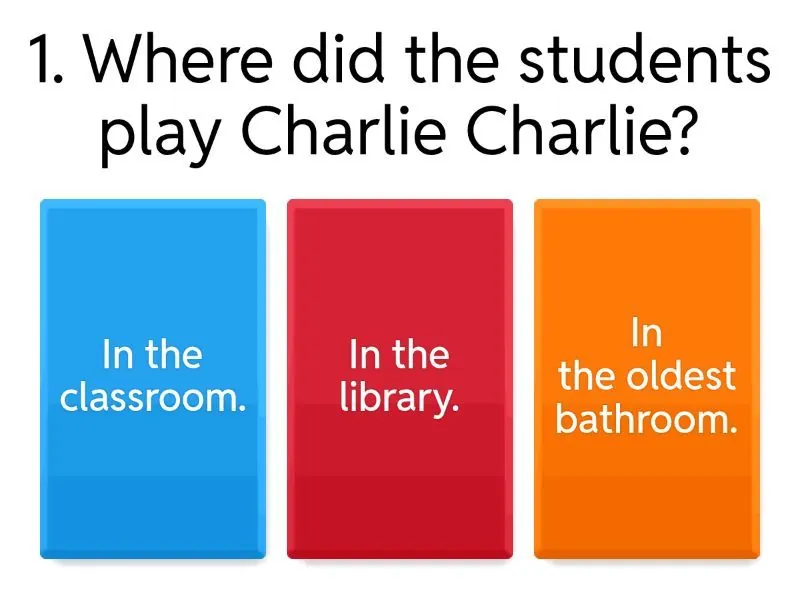 1. Where did the students
play Charlie Charlie?
In the
classroom.
In the
library.
In
the oldest
bathroom.